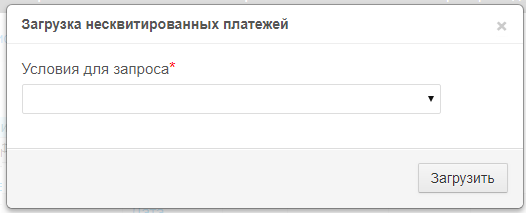 Загрузка несквитированных платежей
Условия для запроса*
Загрузить